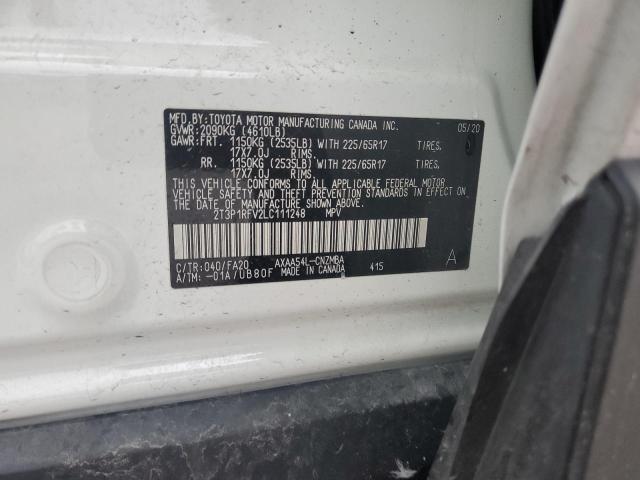 MFD.BY:TOYOTA MOTOR MANUFACTURING CANADA INC. 05/20
GVWR:2090KG (4610LB)
GAWR:FRT. 1150KG (2535LB) WITH 225/65R17 TIRES.
17X7.0J RIMS.
RR. 1150KG (2535LB) WITH 225/65R17 TIRES.
17X7.0J RIMS.
THIS VEHICLE CONFORMS TO ALL APPLICABLE FEDERAL MOTOR
VEHICLE SAFETY AND THEFT PREVENTION STANDARDS IN EFFECT
ON THE DATE OF MANUFACTURE SHOWN ABOVE.
2T3P1RFV2LC111248 MPV
A
C/TR:040/FA20 AXAA54L-CNZMBA 415
A/TM:-01A/UB80F MADE IN CANADA